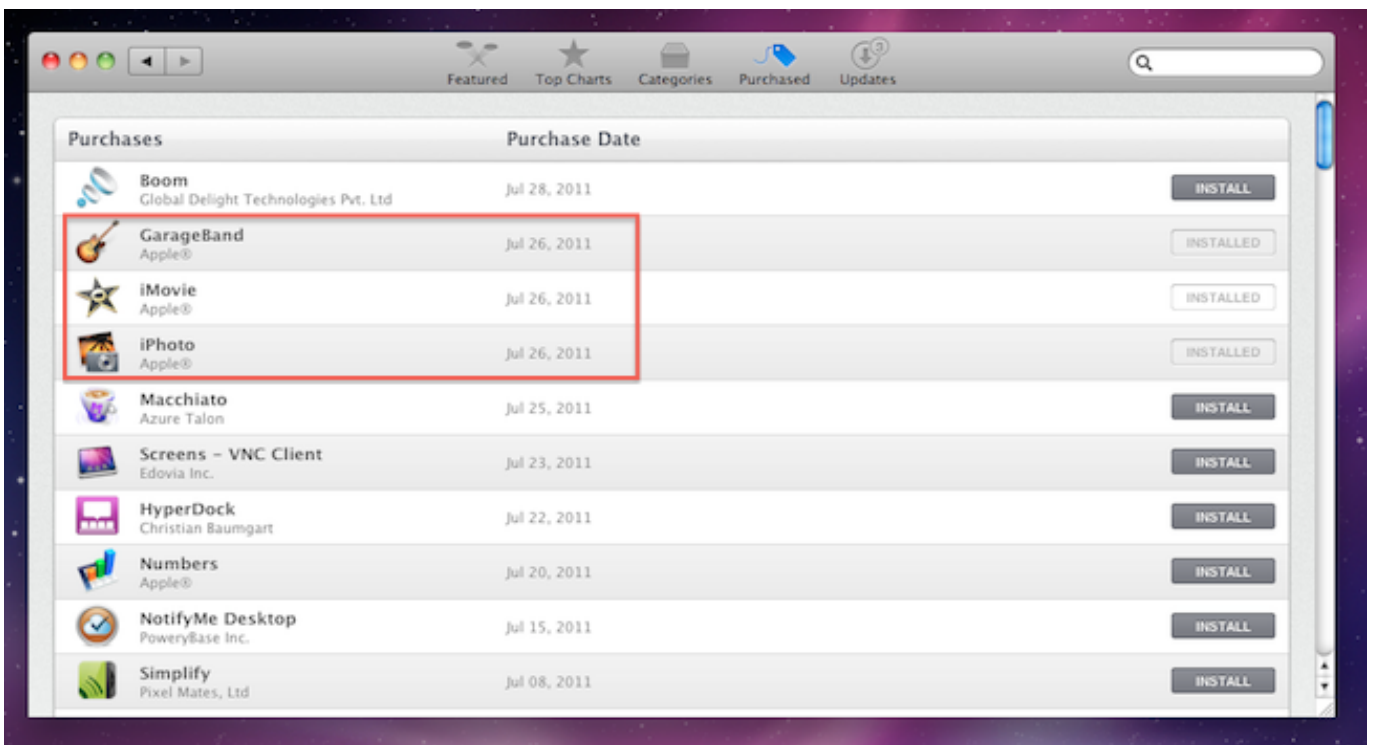 3
Featured Top Charts Categories Purchased Updates
Purchases Purchase Date
Boom
Global Delight Technologies Pvt. Ltd
Jul 28, 2011
INSTALL
GarageBand
Apple®
Jul 26, 2011
INSTALLED
iMovie
Apple®
Jul 26, 2011
INSTALLED
iPhoto
Apple®
Jul 26, 2011
INSTALLED
Macchiato
Azure Talon
Jul 25, 2011
INSTALL
Screens – VNC Client
Edovia Inc.
Jul 23, 2011
INSTALL
HyperDock
Christian Baumgart
Jul 22, 2011
INSTALL
Numbers
Apple®
Jul 20, 2011
INSTALL
NotifyMe Desktop
PoweryBase Inc.
Jul 15, 2011
INSTALL
Simplify
Pixel Mates, Ltd
Jul 08, 2011
INSTALL